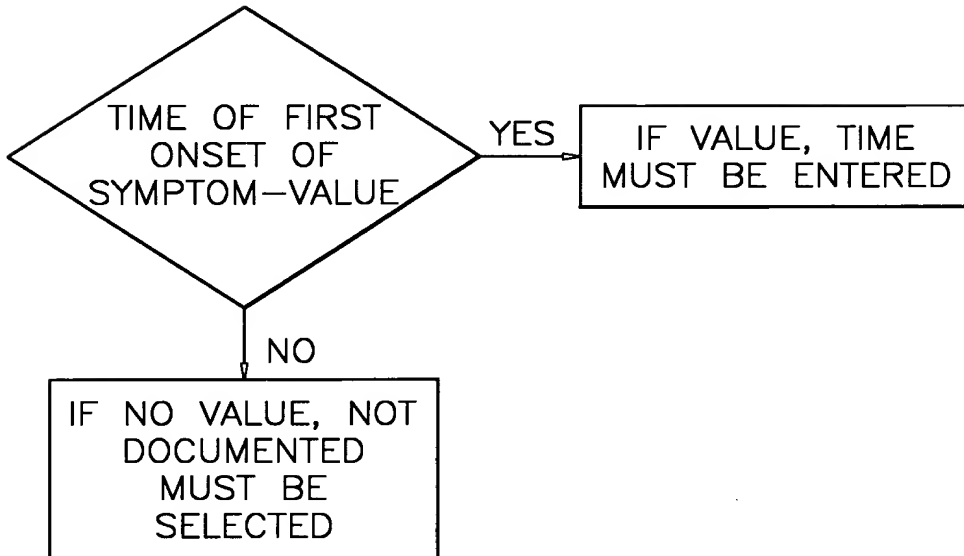 TIME OF FIRST
ONSET OF
SYMPTOM—VALUE
YES
IF VALUE, TIME
MUST BE ENTERED
NO
IF NO VALUE, NOT
DOCUMENTED
MUST BE
SELECTED